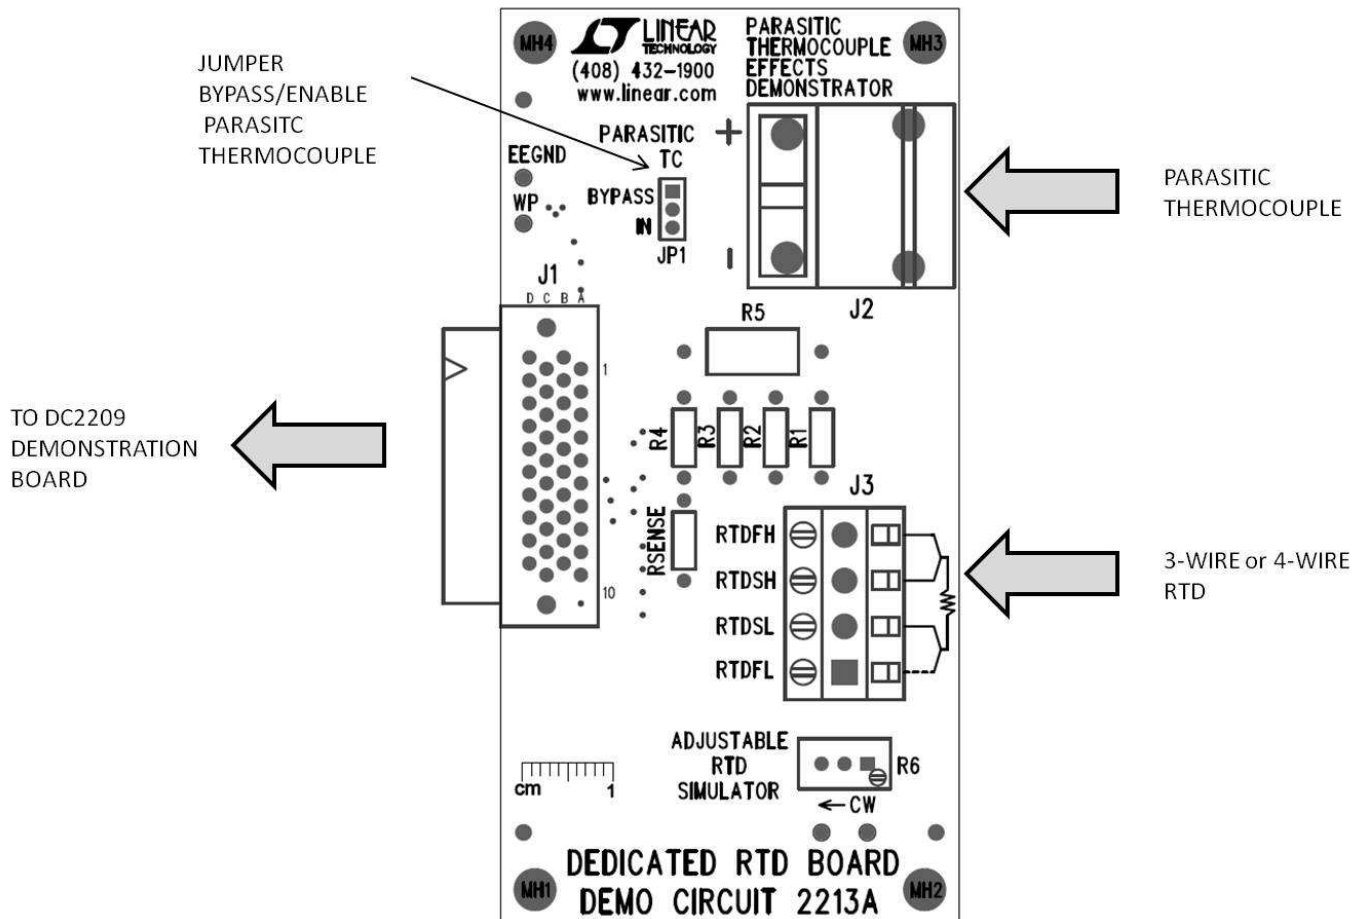 MH4
LINEAR
TECHNOLOGY
(408) 432-1900
www.linear.com
PARASITIC
THERMOCOUPLE
EFFECTS
DEMONSTRATOR
MH3
JUMPER
BYPASS/ENABLE
PARASITC
THERMOCOUPLE
PARASITIC
TC
EEGND
BYPASS
WP
IN
JP1
+
-
J2
PARASITIC
THERMOCOUPLE
J1
D C B A
1
10
R5
TO DC2209
DEMONSTRATION
BOARD
R4
R3
R2
R1
RSENSE
J3
RTDFH
RTDSH
RTDSL
RTDFL
3-WIRE or 4-WIRE
RTD
ADJUSTABLE
RTD
SIMULATOR
R6
←CW
cm 1
DEDICATED RTD BOARD
DEMO CIRCUIT 2213A
MH1
MH2